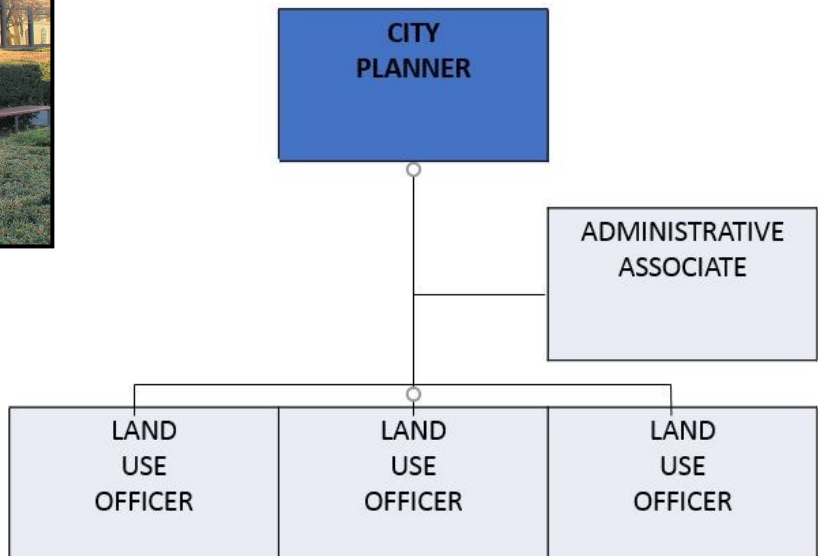 CITY
PLANNER
ADMINISTRATIVE
ASSOCIATE
LAND
USE
OFFICER
LAND
USE
OFFICER
LAND
USE
OFFICER